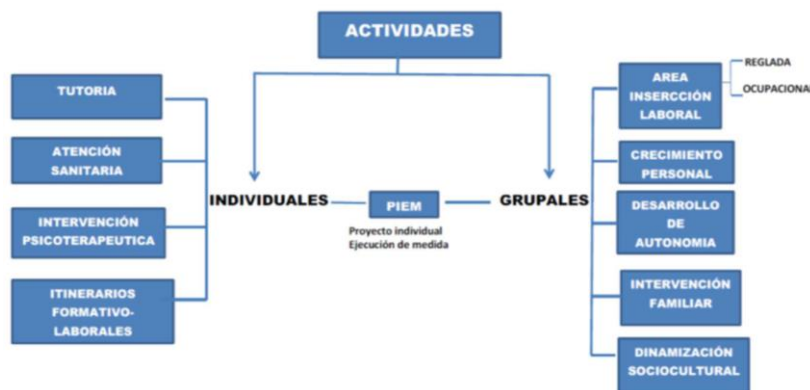 ACTIVIDADES
TUTORIA
ATENCIÓN
SANITARIA
INTERVENCIÓN
PSICOTERAPEUTICA
ITINERARIOS
FORMATIVO-
LABORALES
INDIVIDUALES
PIEM
Proyecto individual
Ejecución de medida
GRUPALES
AREA
INSERCCIÓN
LABORAL
REGLADA
OCUPACIONA
CRECIMIENTO
PERSONAL
DESARROLLO
DE
AUTONOMIA
INTERVENCIÓN
FAMILIAR
DINAMIZACIÓN
SOCIOCULTURAL